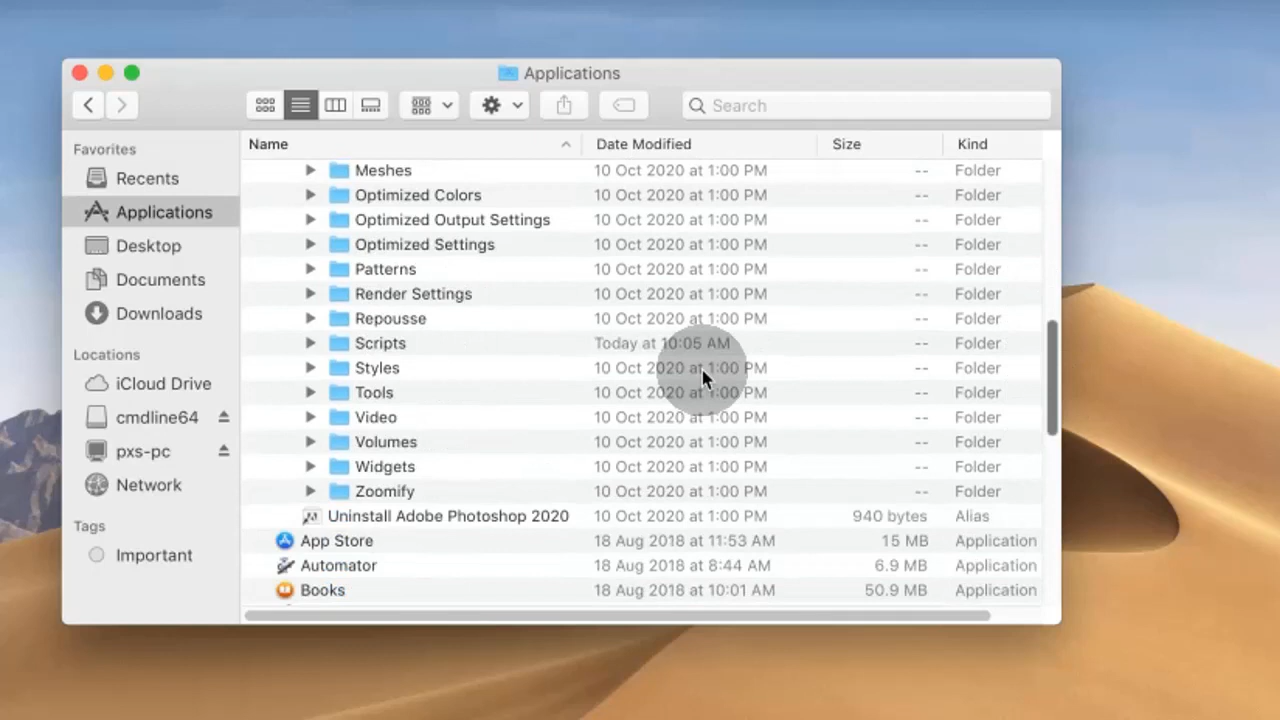 Applications
Search
Favorites
Recents
Applications
Desktop
Documents
Downloads
Locations
iCloud Drive
cmdline64
pxs-pc
Network
Tags
Important
Name Date Modified Size Kind
Meshes 10 Oct 2020 at 1:00 PM -- Folder
Optimized Colors 10 Oct 2020 at 1:00 PM -- Folder
Optimized Output Settings 10 Oct 2020 at 1:00 PM -- Folder
Optimized Settings 10 Oct 2020 at 1:00 PM -- Folder
Patterns 10 Oct 2020 at 1:00 PM -- Folder
Render Settings 10 Oct 2020 at 1:00 PM -- Folder
Repousse 10 Oct 2020 at 1:00 PM -- Folder
Scripts Today at 10:05 AM -- Folder
Styles 10 Oct 2020 at 1:00 PM -- Folder
Tools 10 Oct 2020 at 1:00 PM -- Folder
Video 10 Oct 2020 at 1:00 PM -- Folder
Volumes 10 Oct 2020 at 1:00 PM -- Folder
Widgets 10 Oct 2020 at 1:00 PM -- Folder
Zoomify 10 Oct 2020 at 1:00 PM -- Folder
Uninstall Adobe Photoshop 2020 10 Oct 2020 at 1:00 PM 940 bytes Alias
App Store 18 Aug 2018 at 11:53 AM 15 MB Application
Automator 18 Aug 2018 at 8:44 AM 6.9 MB Application
Books 18 Aug 2018 at 10:01 AM 50.9 MB Application